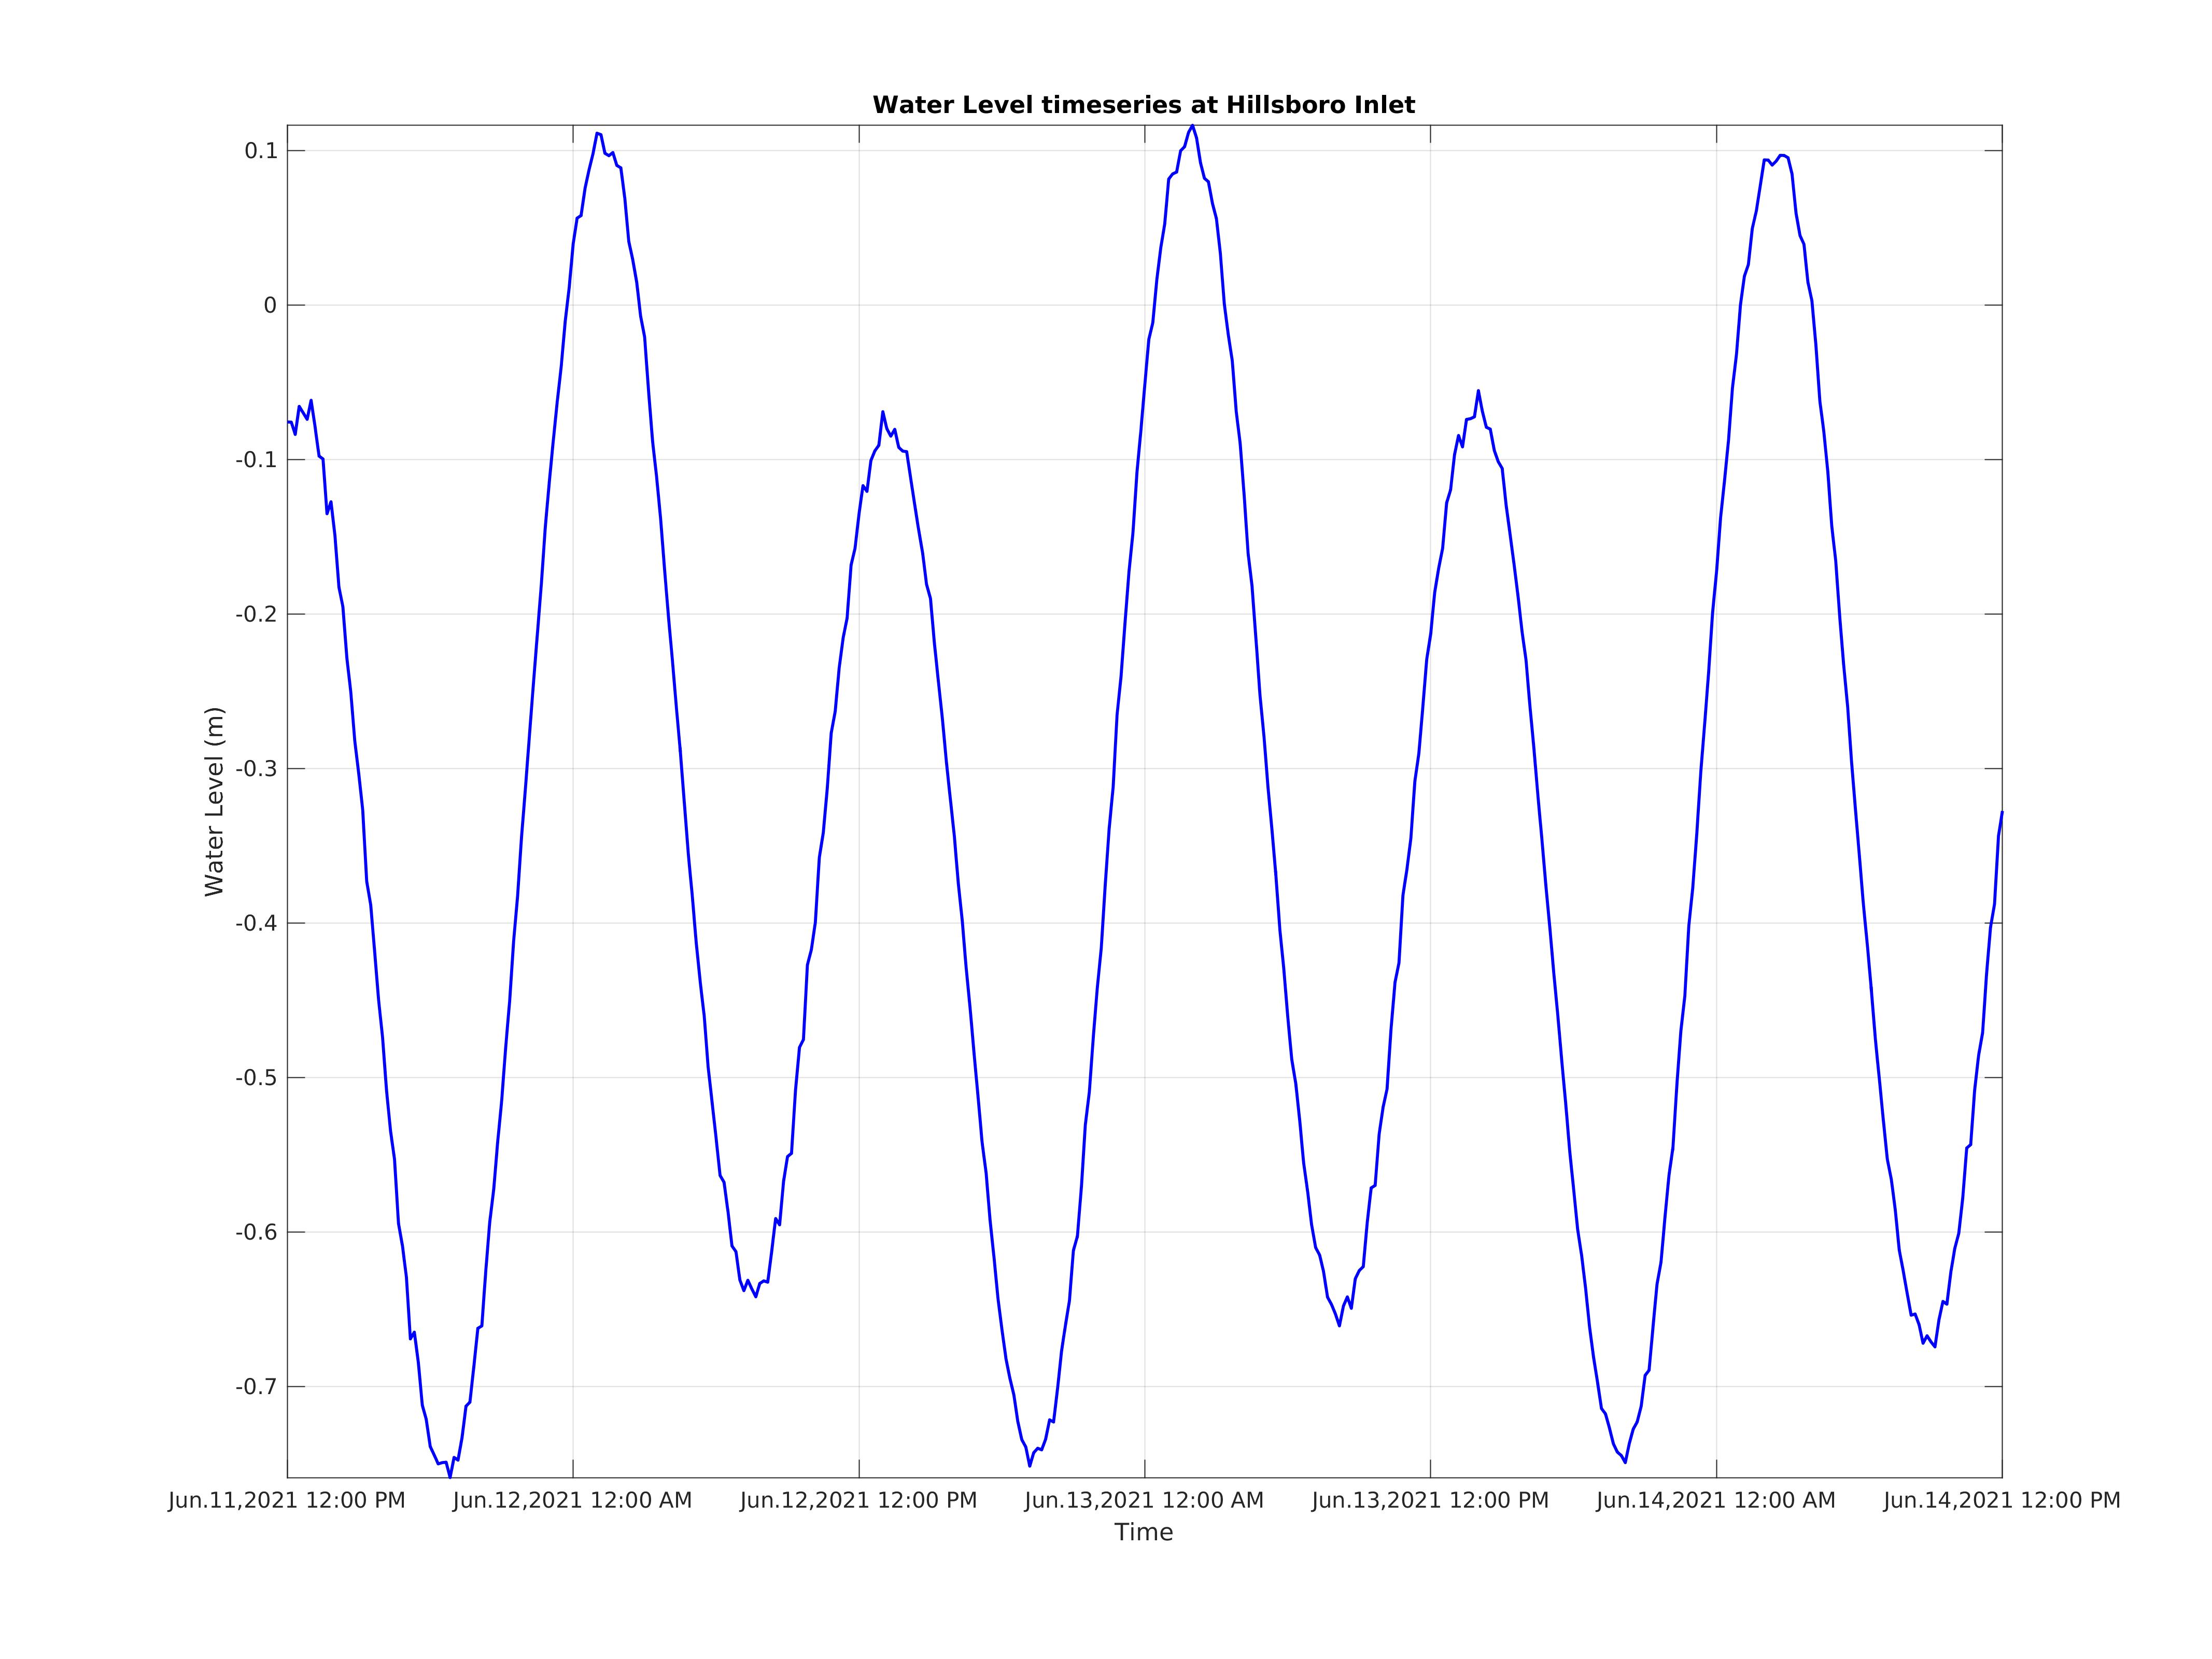 Water Level timeseries at Hillsboro Inlet
0.1
0
-0.1
-0.2
-0.3
-0.4
-0.5
-0.6
-0.7
Water Level (m)
Jun.11,2021 12:00 PM
Jun.12,2021 12:00 AM
Jun.12,2021 12:00 PM
Jun.13,2021 12:00 AM
Jun.13,2021 12:00 PM
Jun.14,2021 12:00 AM
Jun.14,2021 12:00 PM
Time